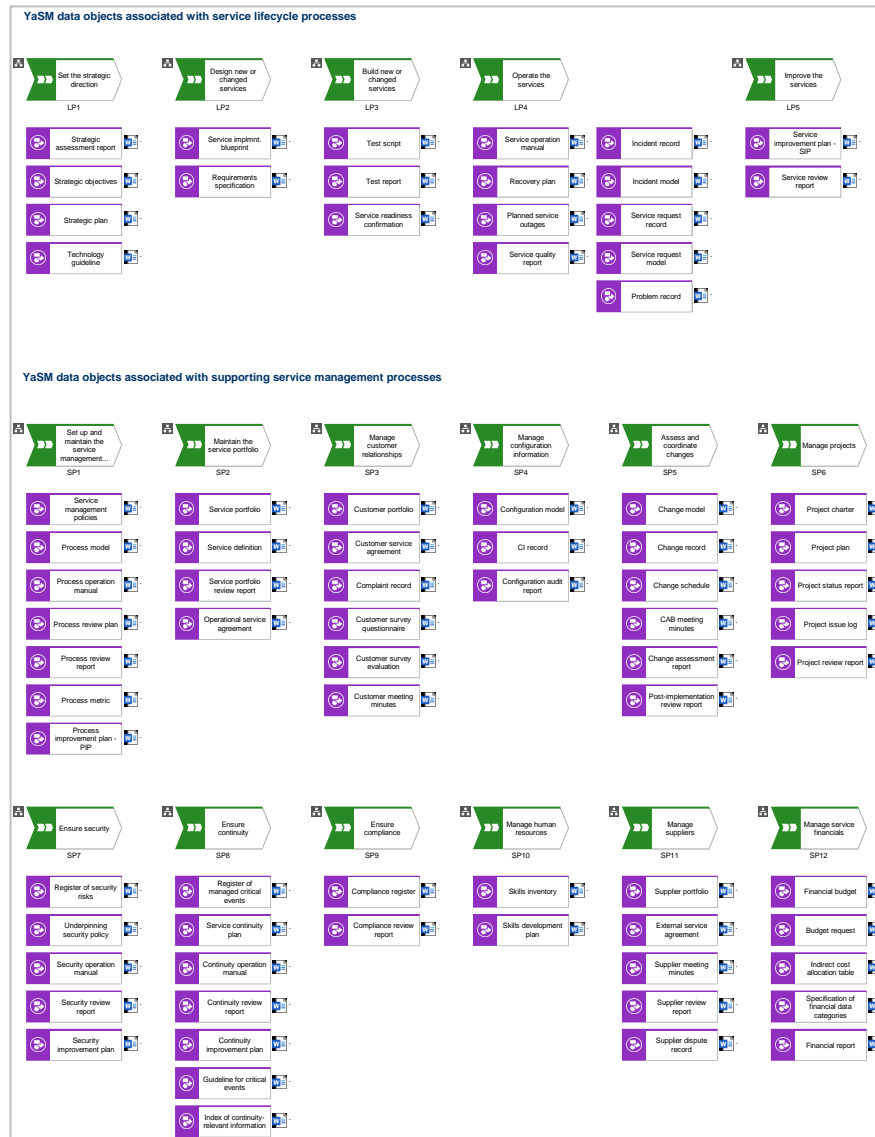 YaSM data objects associated with service lifecycle processes
Set the strategic
direction
LP1
Design new or
changed
services
LP2
Build new or
changed
services
LP3
Operate the
services
LP4
Improve the
services
LP5
Strategic
assessment report
Strategic objectives
Strategic plan
Technology
guideline
Service implmnt.
blueprint
Requirements
specification
Test script
Test report
Service readiness
confirmation
Service operation
manual
Recovery plan
Planned service
outages
Service quality
report
Incident record
Incident model
Service request
record
Service request
model
Problem record
Service
improvement plan -
SIP
Service review
report
YaSM data objects associated with supporting service management processes
Set up and
maintain the
service
management...
SP1
Maintain the
service portfolio
SP2
Manage
customer
relationships
SP3
Manage
configuration
information
SP4
Assess and
coordinate
changes
SP5
Manage projects
SP6
Service
management
policies
Process model
Process operation
manual
Process review plan
Process review
report
Process metric
Process
improvement plan -
PIP
Service portfolio
Service definition
Service portfolio
review report
Operational service
agreement
Customer portfolio
Customer service
agreement
Complaint record
Customer survey
questionnaire
Customer survey
evaluation
Customer meeting
minutes
Configuration model
CI record
Configuration audit
report
Change model
Change record
Change schedule
CAB meeting
minutes
Change assessment
report
Post-implementation
review report
Project charter
Project plan
Project status report
Project issue log
Project review report
Ensure security
SP7
Ensure
continuity
SP8
Ensure
compliance
SP9
Manage human
resources
SP10
Manage
suppliers
SP11
Manage service
financials
SP12
Register of security
risks
Underpinning
security policy
Security operation
manual
Security review
report
Security
improvement plan
Register of
managed critical
events
Service continuity
plan
Continuity operation
manual
Continuity review
report
Continuity
improvement plan
Guideline for critical
events
Index of continuity-
relevant information
Compliance register
Compliance review
report
Skills inventory
Skills development
plan
Supplier portfolio
External service
agreement
Supplier meeting
minutes
Supplier review
report
Supplier dispute
record
Financial budget
Budget request
Indirect cost
allocation table
Specification of
financial data
categories
Financial report